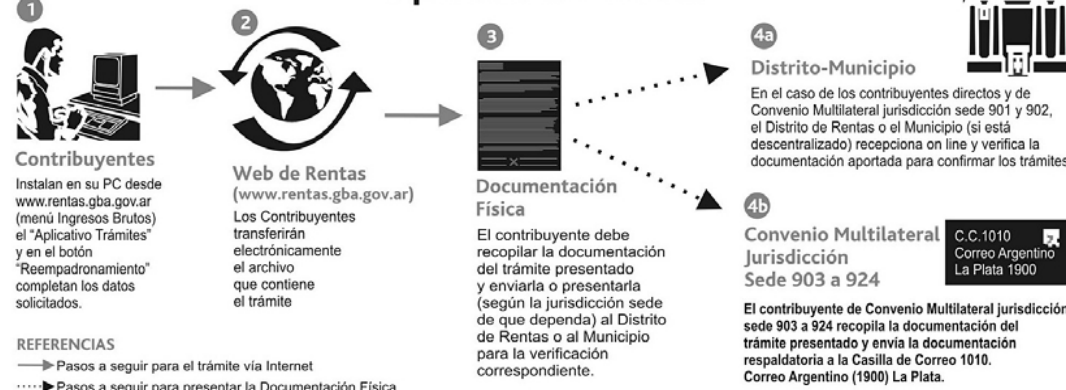 1
Contribuyentes
Instalan en su PC desde
www.rentas.gba.gov.ar
(menú Ingresos Brutos)
el "Aplicativo Trámites"
y en el botón
"Reempadronamiento"
completan los datos
solicitados.
2
Web de Rentas
(www.rentas.gba.gov.ar)
Los Contribuyentes
transferirán
electrónicamente
el archivo
que contiene
el trámite
3
Documentación
Física
El contribuyente debe
recopilar la documentación
del trámite presentado
y enviarla o presentarla
(según la jurisdicción sede
de que dependa) al Distrito
de Rentas o al Municipio
para la verificación
correspondiente.
4a
Distrito-Municipio
En el caso de los contribuyentes directos y de
Convenio Multilateral jurisdicción sede 901 y 902,
el Distrito de Rentas o el Municipio (si está
descentralizado) recepciona on line y verifica la
documentación aportada para confirmar los trámites
4b
Convenio Multilateral
Jurisdicción
Sede 903 a 924
C.C.1010
Correo Argentino
La Plata 1900
El contribuyente de Convenio Multilateral jurisdicción
sede 903 a 924 recopila la documentación del
trámite presentado y envía la documentación
respaldatoria a la Casilla de Correo 1010.
Correo Argentino (1900) La Plata.
REFERENCIAS
Pasos a seguir para el trámite vía Internet
Pasos a seguir para presentar la Documentación Física